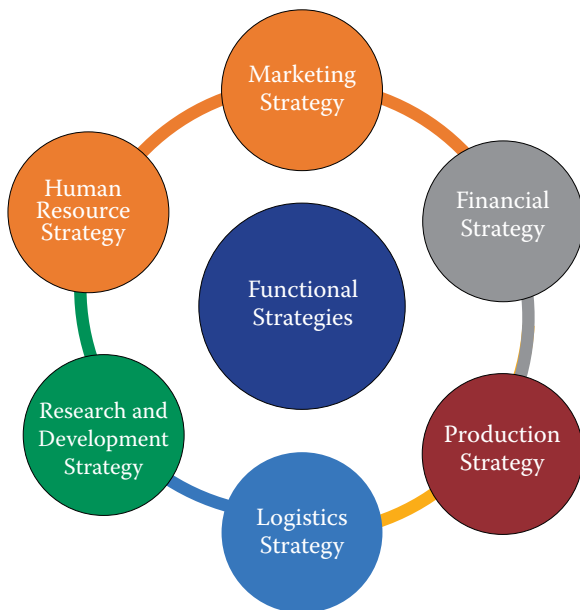 Marketing
Strategy
Human
Resource
Strategy
Financial
Strategy
Functional
Strategies
Research and
Development
Strategy
Production
Strategy
Logistics
Strategy